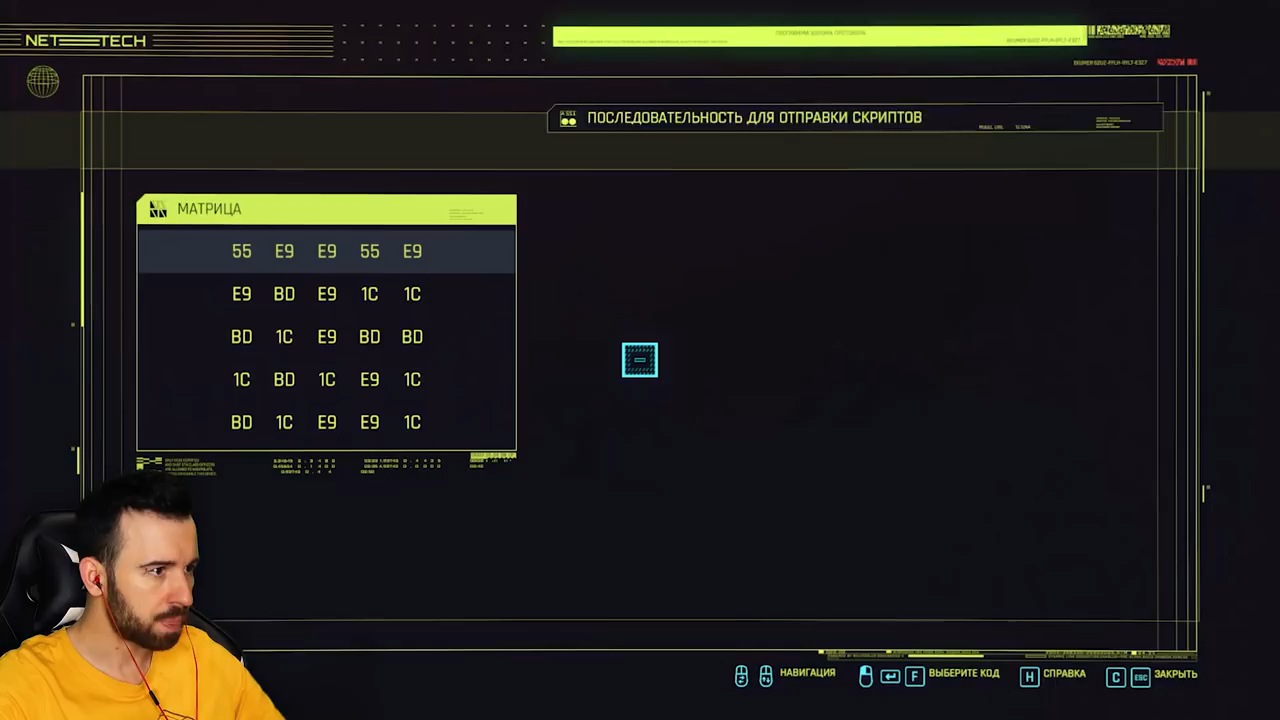 NET TECH
ПОСЛЕДОВАТЕЛЬНОСТЬ ДЛЯ ОТПРАВКИ СКРИПТОВ
МАТРИЦА
55 E9 E9 55 E9
E9 BD E9 1C 1C
BD 1C E9 BD BD
1C BD 1C E9 1C
BD 1C E9 E9 1C
НАВИГАЦИЯ
F ВЫБЕРИТЕ КОД
H СПРАВКА
C ESC ЗАКРЫТЬ